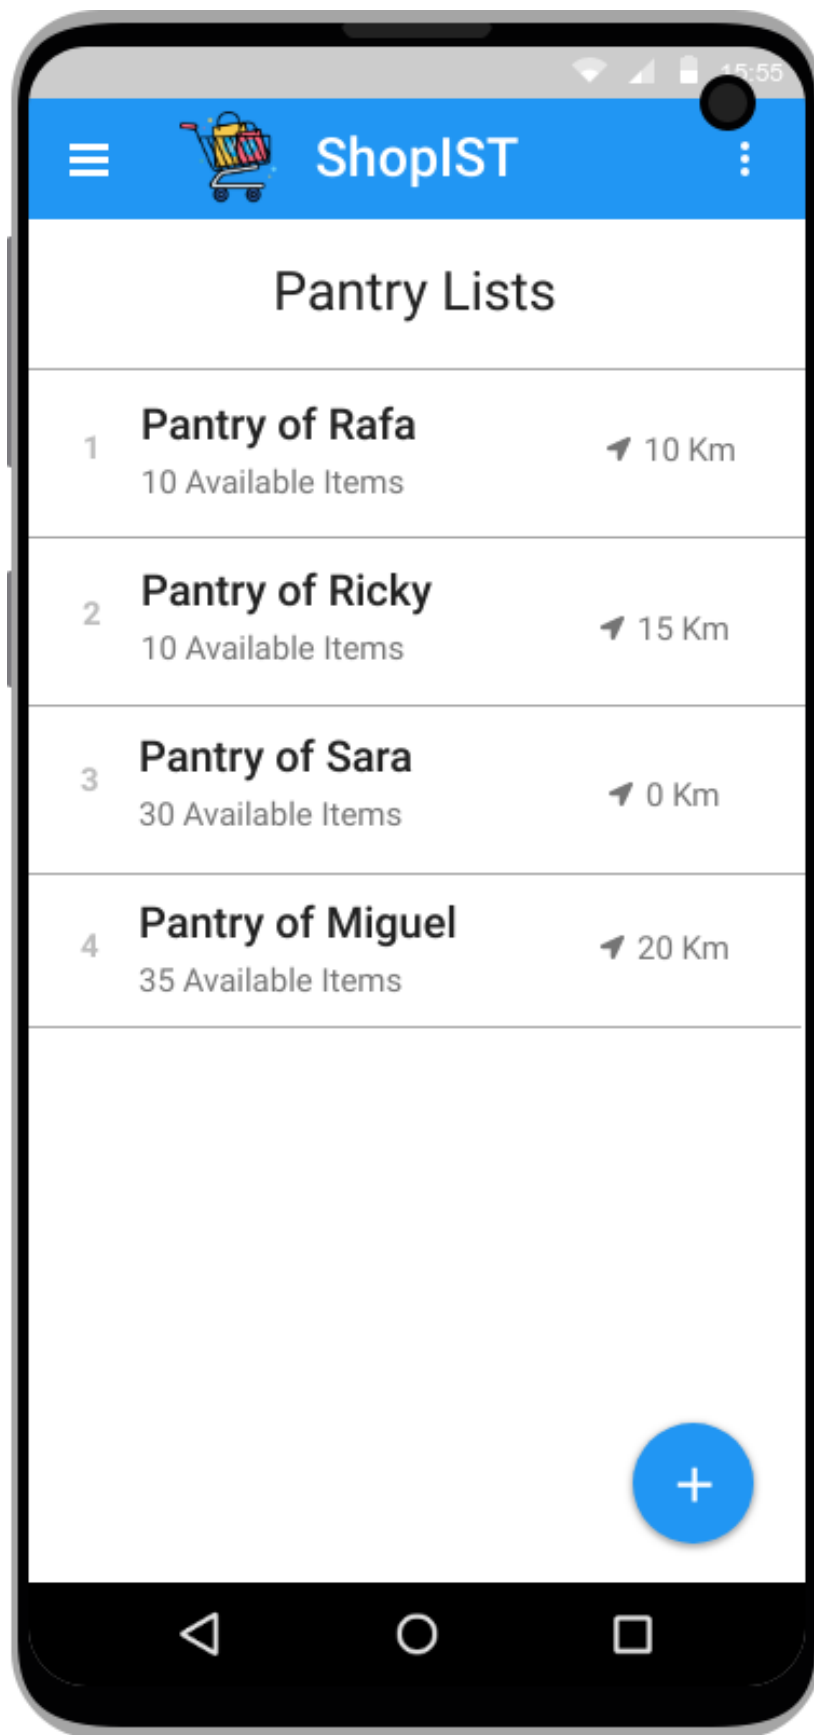 15:55
ShopIST
Pantry Lists
1
Pantry of Rafa
10 Available Items
10 Km
2
Pantry of Ricky
10 Available Items
15 Km
3
Pantry of Sara
30 Available Items
0 Km
4
Pantry of Miguel
35 Available Items
20 Km
+